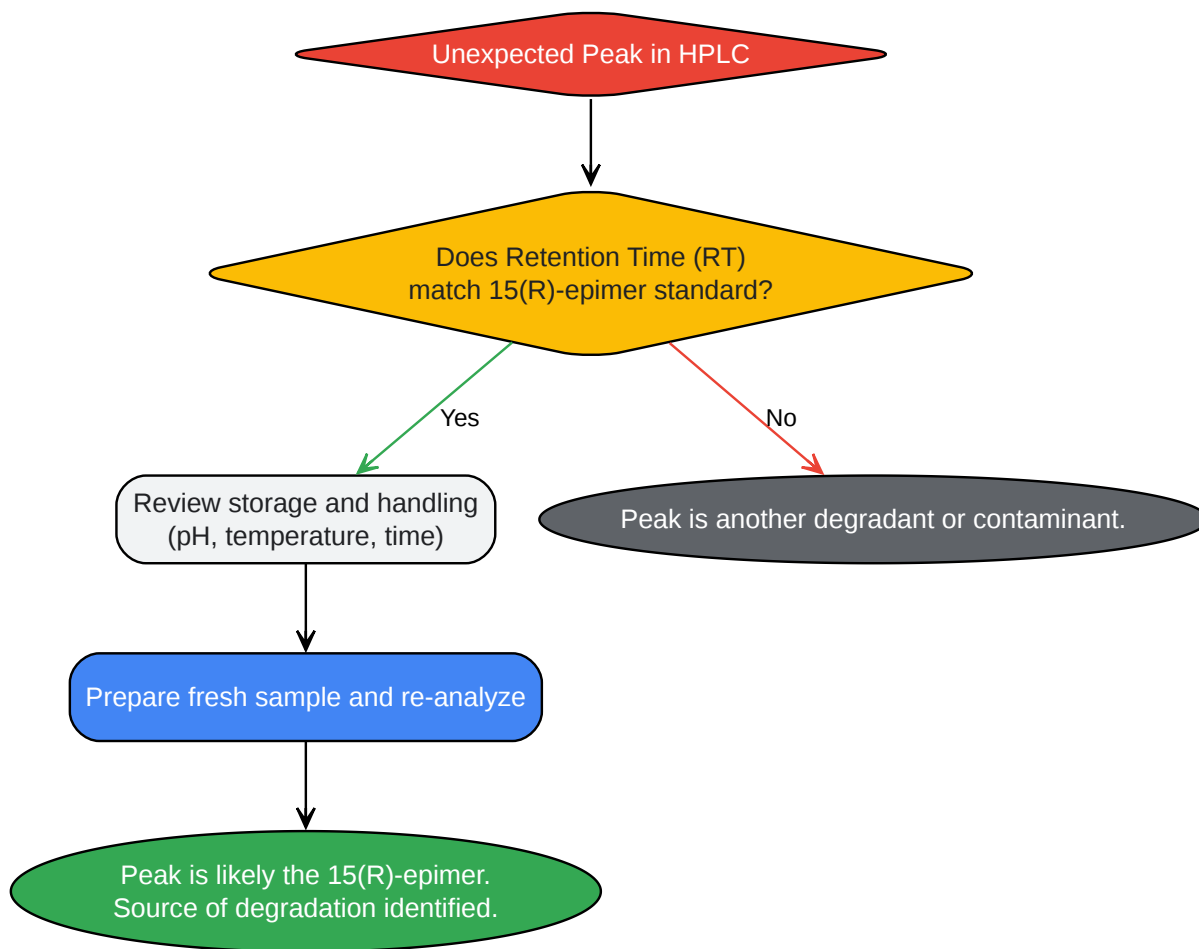 Unexpected Peak in HPLC
Does Retention Time (RT)
match 15(R)-epimer standard?
Yes
No
Review storage and handling
(pH, temperature, time)
Peak is another degradant or contaminant.
Prepare fresh sample and re-analyze
Peak is likely the 15(R)-epimer.
Source of degradation identified.